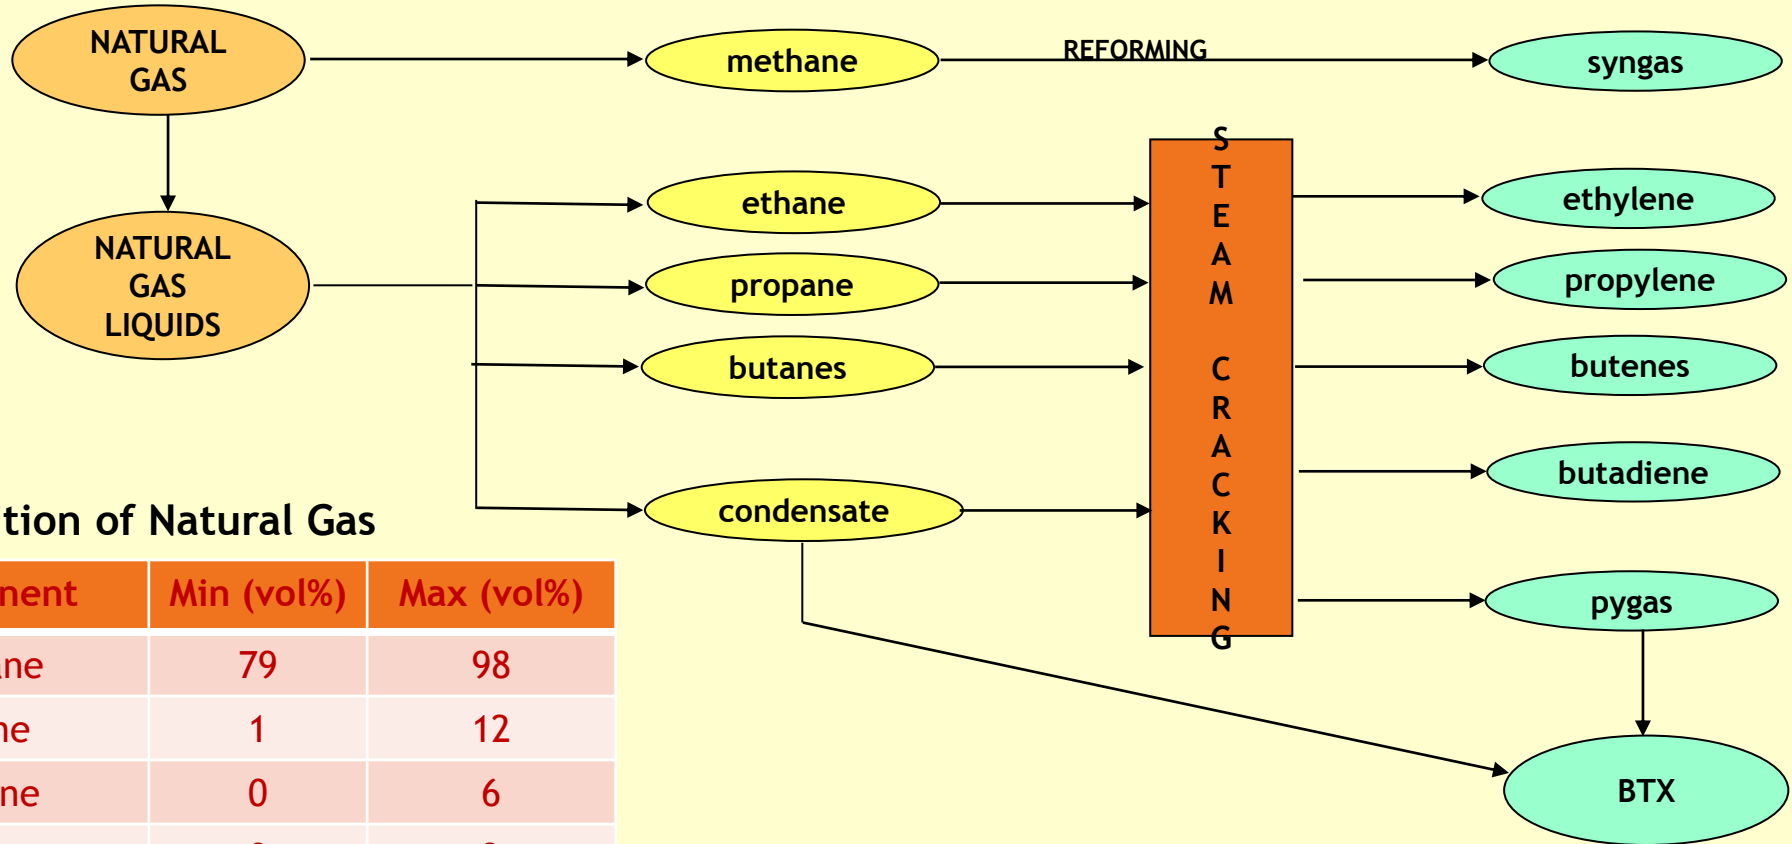 NATURAL
GAS
methane
REFORMING
syngas
NATURAL
GAS
LIQUIDS
ethane
propane
butanes
condensate
S
T
E
A
M
C
R
A
C
K
I
N
G
ethylene
propylene
butenes
butadiene
pygas
BTX
tion of Natural Gas
nent Min (vol%) Max (vol%)
ane 79 98
ne 1 12
ne 0 6